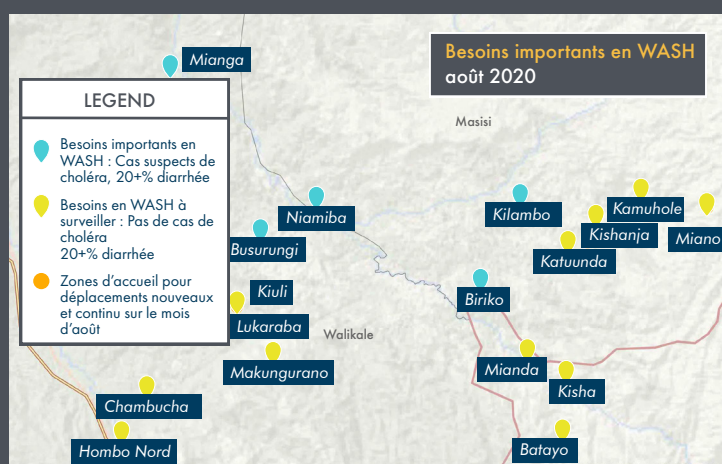 Besoins importants en WASH
août 2020
Mianga
LEGEND
Besoins importants en
WASH : Cas suspects de
choléra, 20+% diarrhée
Besoins en WASH à
surveiller : Pas de cas de
choléra
20+% diarrhée
Zones d'accueil pour
déplacements nouveaux
et continu sur le mois
d'août
Masisi
Niamiba
Kilambo
Kamuhole
Kishanja
Miano
Busurungi
Katuunda
Kiuli
Biriko
Lukaraba
Walikale
Makungurano
Mianda
Kisha
Chambucha
Hombo Nord
Batayo